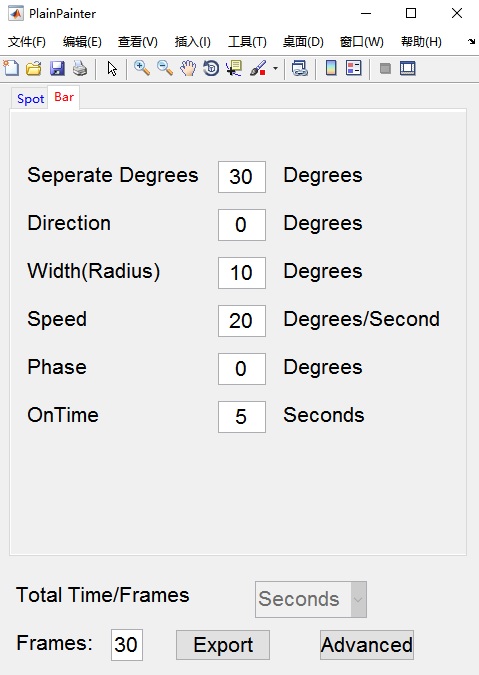 PlainPainter
文件(F) 编辑(E) 查看(V) 插入(I) 工具(T) 桌面(D) 窗口(W) 帮助(H)
Spot Bar
Seperate Degrees 30 Degrees
Direction 0 Degrees
Width(Radius) 10 Degrees
Speed 20 Degrees/Second
Phase 0 Degrees
OnTime 5 Seconds
Total Time/Frames Seconds
Frames: 30 Export Advanced